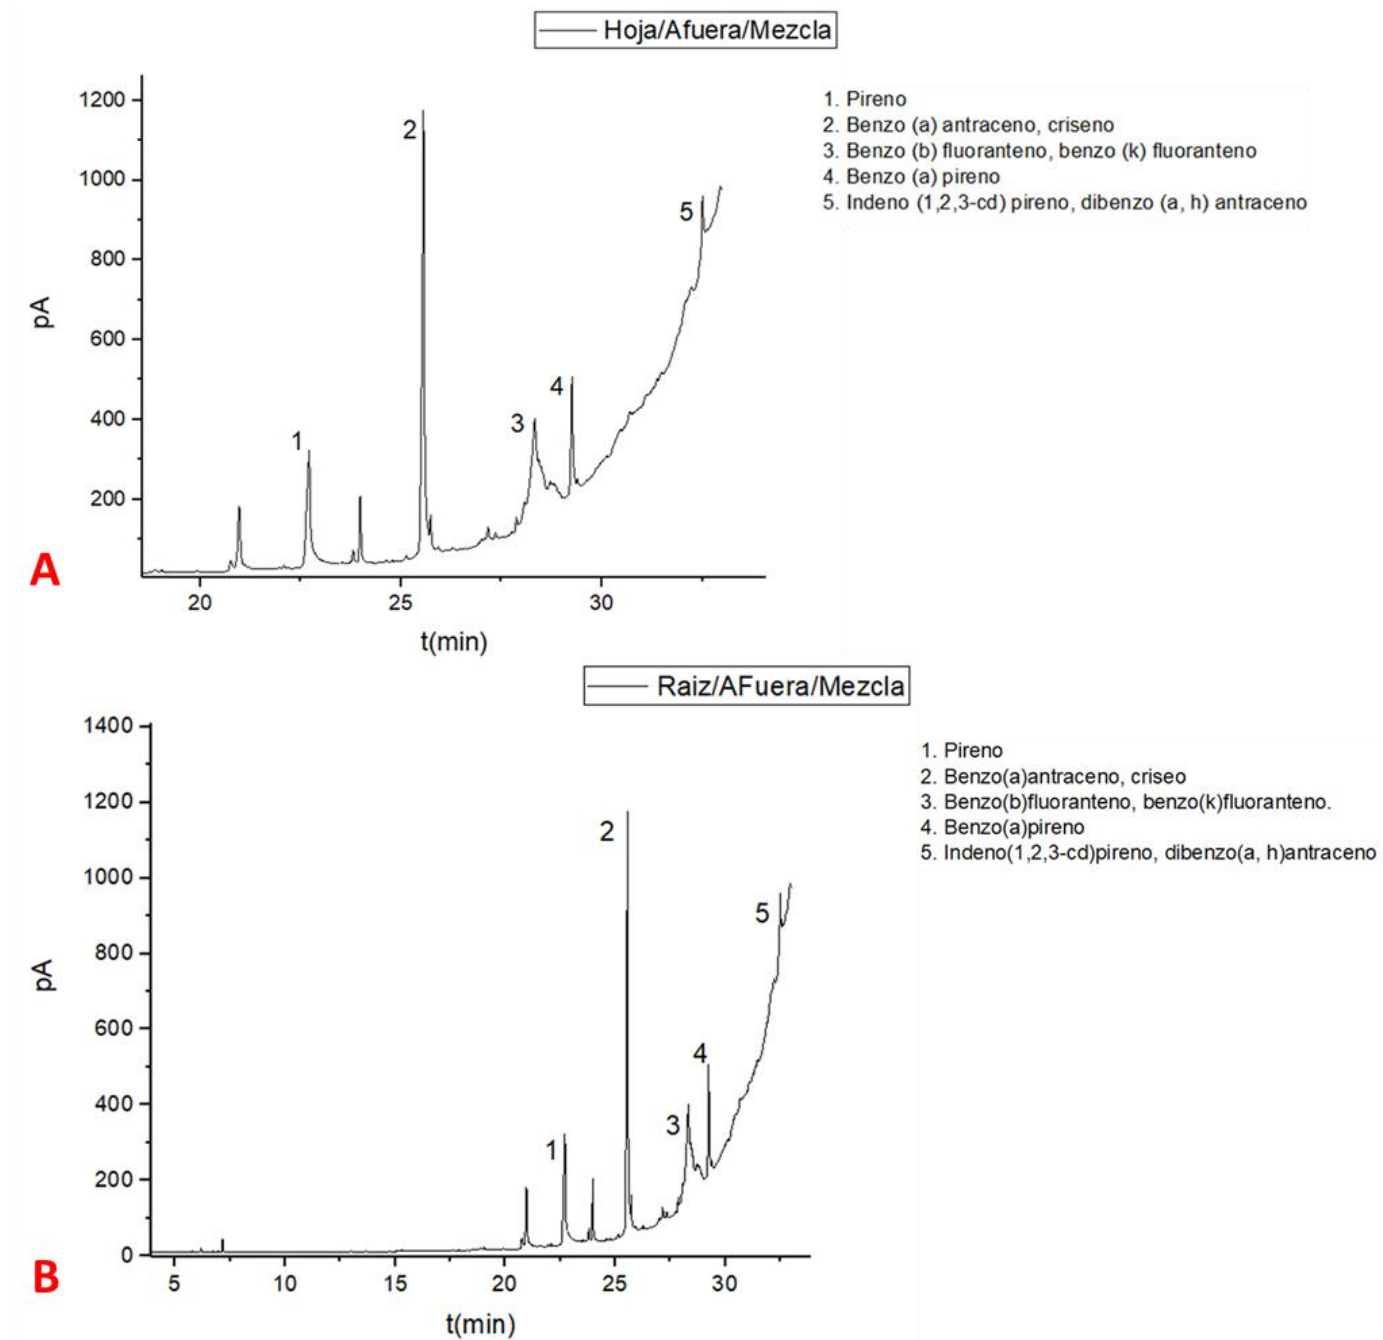 Hoja/Afuera/Mezcla
1. Pireno
2. Benzo (a) antraceno, criseno
3. Benzo (b) fluoranteno, benzo (k) fluoranteno
4. Benzo (a) pireno
5. Indeno (1,2,3-cd) pireno, dibenzo (a, h) antraceno
1200
1000
800
600
400
200
pA
1
2
3
4
5
A
20
25
30
t(min)
Raiz/AFuera/Mezcla
1. Pireno
2. Benzo(a)antraceno, criseo
3. Benzo(b)fluoranteno, benzo(k)fluoranteno.
4. Benzo(a)pireno
5. Indeno(1,2,3-cd)pireno, dibenzo(a, h)antraceno
1400
1200
1000
800
600
400
200
0
pA
1
2
3
4
5
B
5
10
15
20
25
30
t(min)